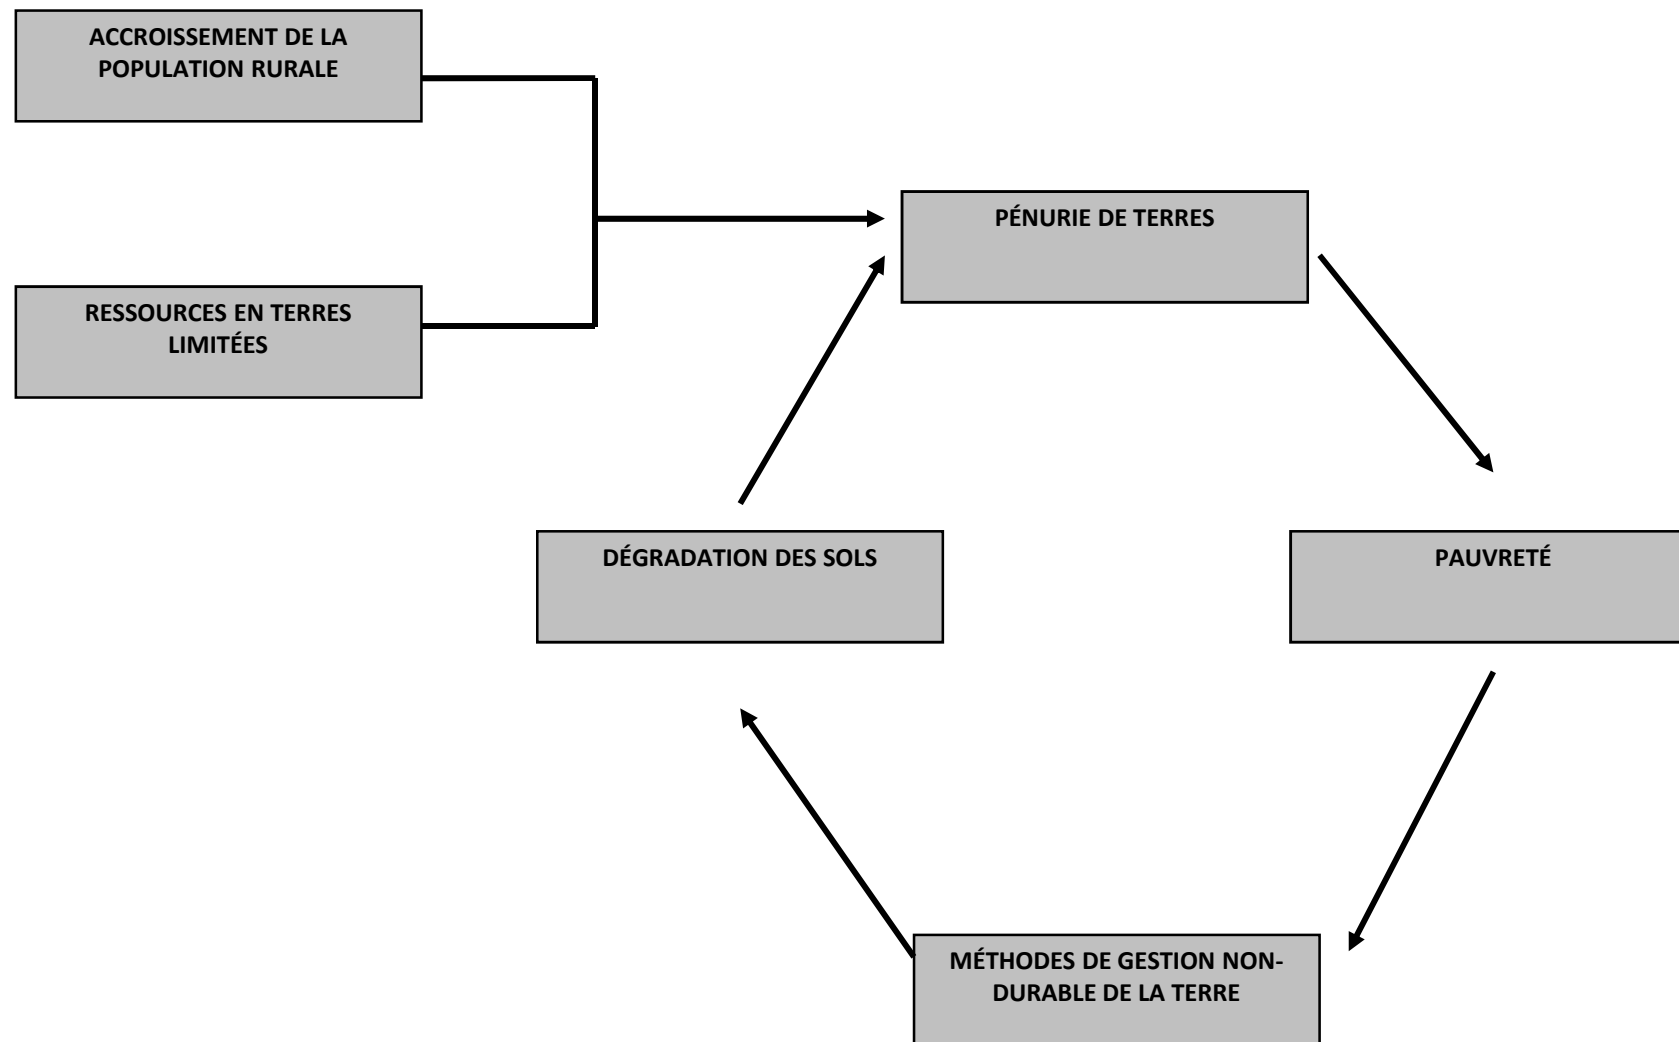 ACCROISSEMENT DE LA
POPULATION RURALE
PÉNURIE DE TERRES
RESSOURCES EN TERRES
LIMITÉES
DÉGRADATION DES SOLS
PAUVRETÉ
MÉTHODES DE GESTION NON-
DURABLE DE LA TERRE